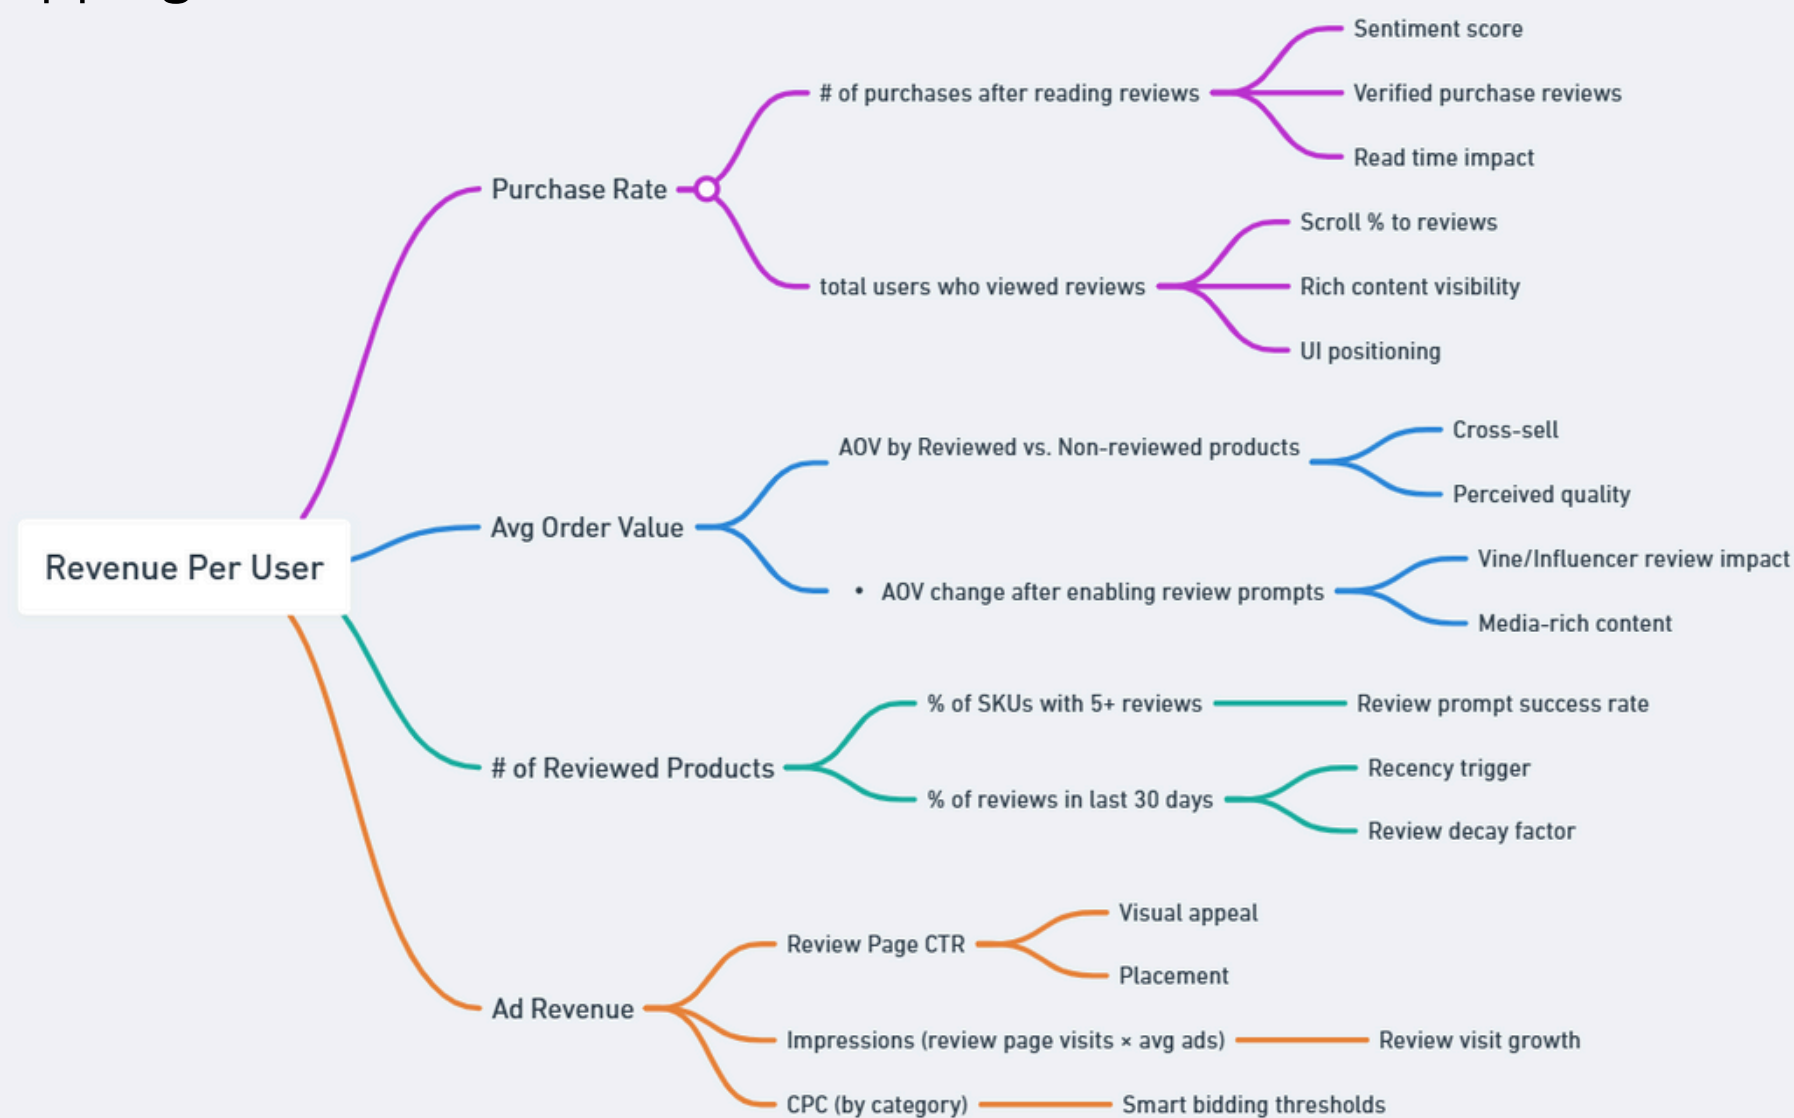 Sentiment score
# of purchases after reading reviews
Verified purchase reviews
Read time impact
Purchase Rate
Scroll % to reviews
total users who viewed reviews
Rich content visibility
UI positioning
Cross-sell
AOV by Reviewed vs. Non-reviewed products
Perceived quality
Avg Order Value
Vine/Influencer review impact
• AOV change after enabling review prompts
Media-rich content
Revenue Per User
% of SKUs with 5+ reviews
Review prompt success rate
# of Reviewed Products
Recency trigger
% of reviews in last 30 days
Review decay factor
Visual appeal
Review Page CTR
Placement
Ad Revenue
Impressions (review page visits × avg ads)
Review visit growth
CPC (by category)
Smart bidding thresholds